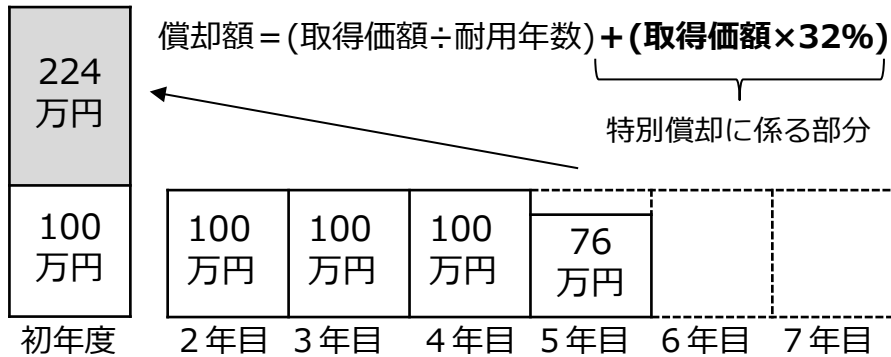 償却額＝(取得価額÷耐用年数)＋(取得価額×32%)
特別償却に係る部分
224
万円
100
万円
100
万円
100
万円
100
万円
76
万円
初年度
２年目
３年目
４年目
５年目
６年目
７年目